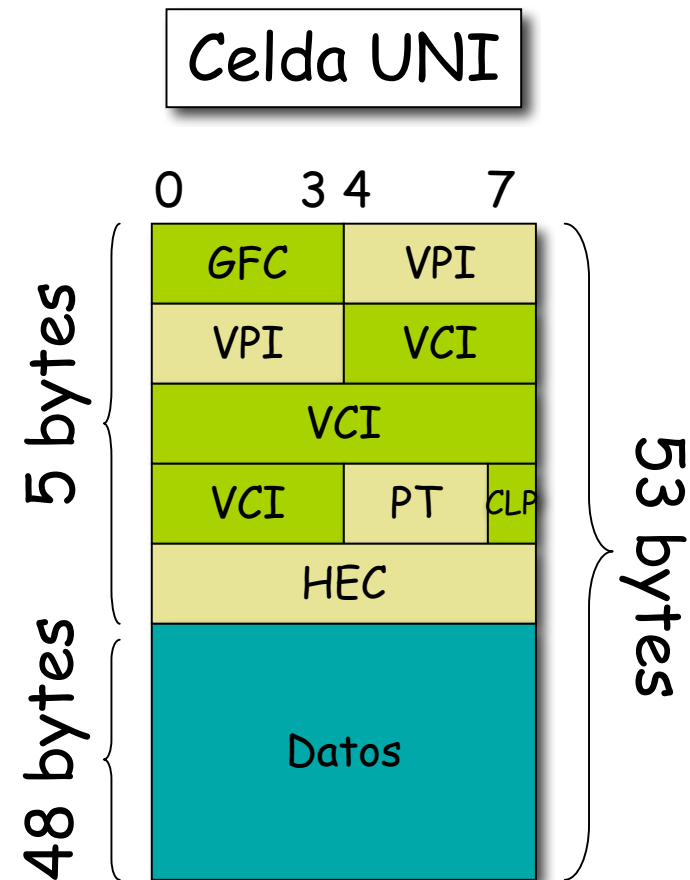 Celda UNI
0 3 4 7
GFC VPI
VPI VCI
VCI
VCI PT CLP
HEC
Datos
5 bytes
48 bytes
53 bytes